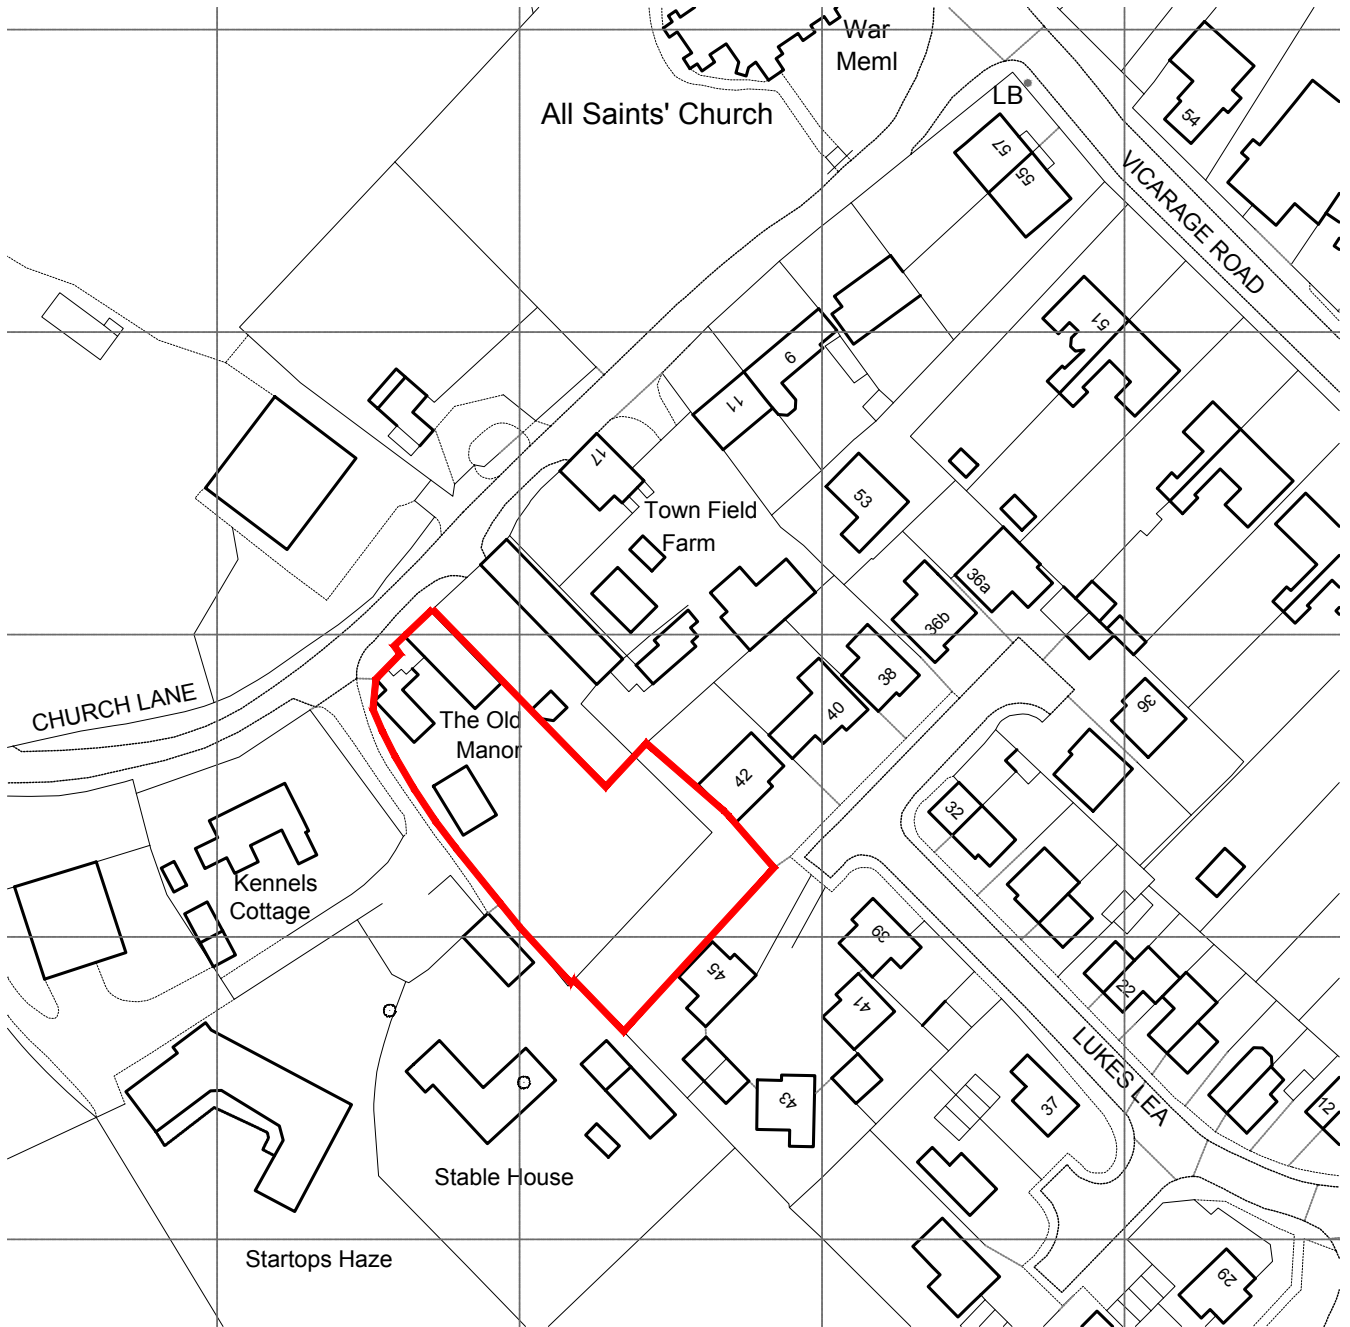 War
Meml
All Saints' Church
LB
54
57
55
VICARAGE ROAD
51
9
11
17
53
Town Field
Farm
36a
36b
38
40
36
CHURCH LANE
The Old
Manor
42
32
Kennels
Cottage
39
45
41
22
LUKES LEA
43
37
12
Stable House
Startops Haze
29